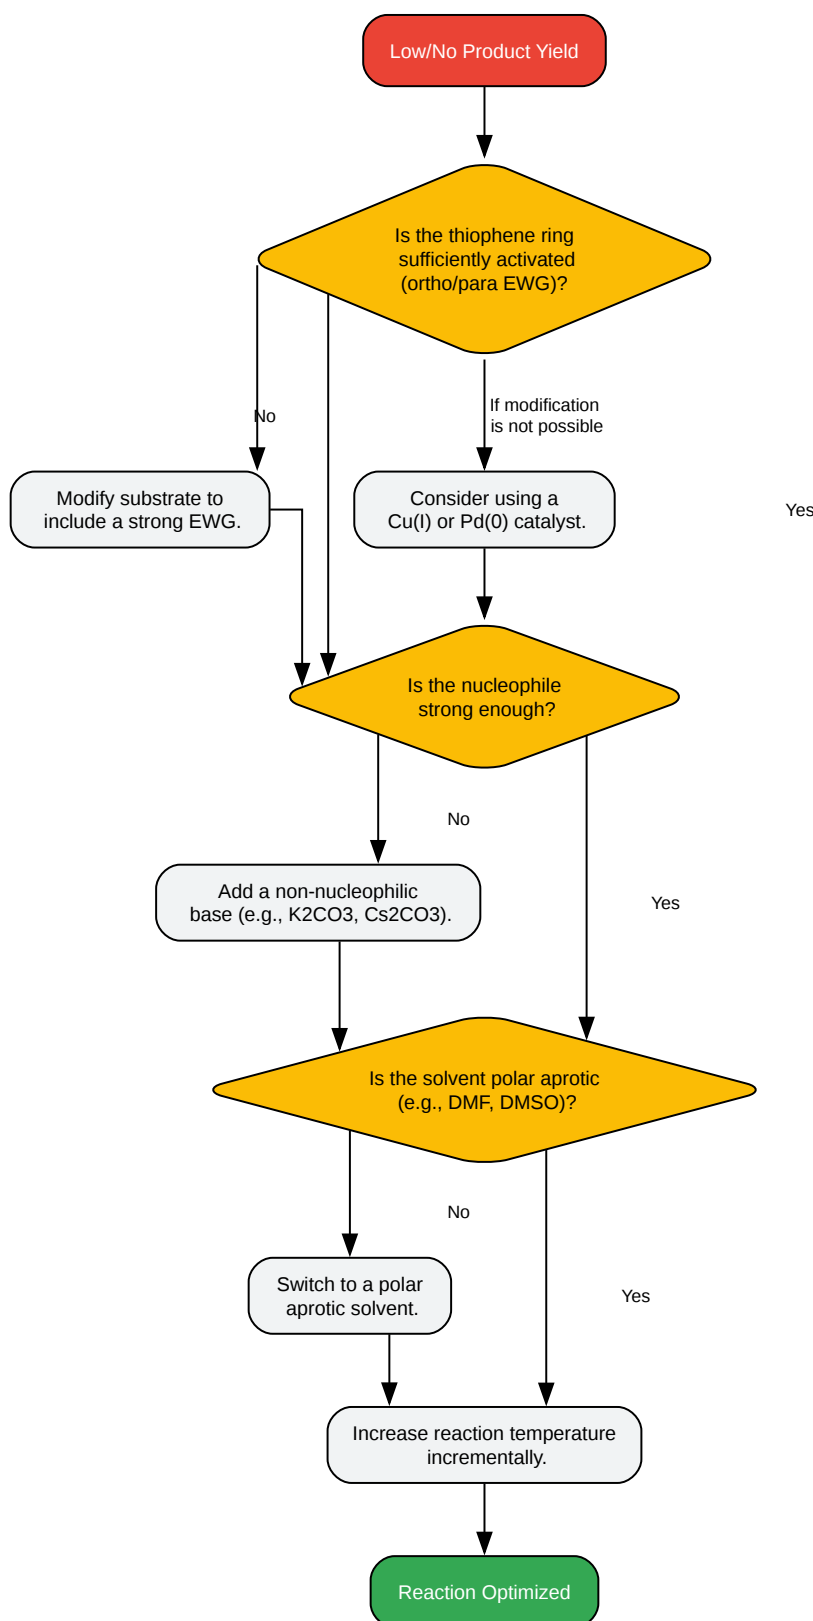 Low/No Product Yield
Is the thiophene ring
sufficiently activated
(ortho/para EWG)?
No
If modification
is not possible
Modify substrate to
include a strong EWG.
Consider using a
Cu(I) or Pd(0) catalyst.
Yes
Is the nucleophile
strong enough?
No
Add a non-nucleophilic
base (e.g., K2CO3, Cs2CO3).
Yes
Is the solvent polar aprotic
(e.g., DMF, DMSO)?
No
Switch to a polar
aprotic solvent.
Yes
Increase reaction temperature
incrementally.
Reaction Optimized